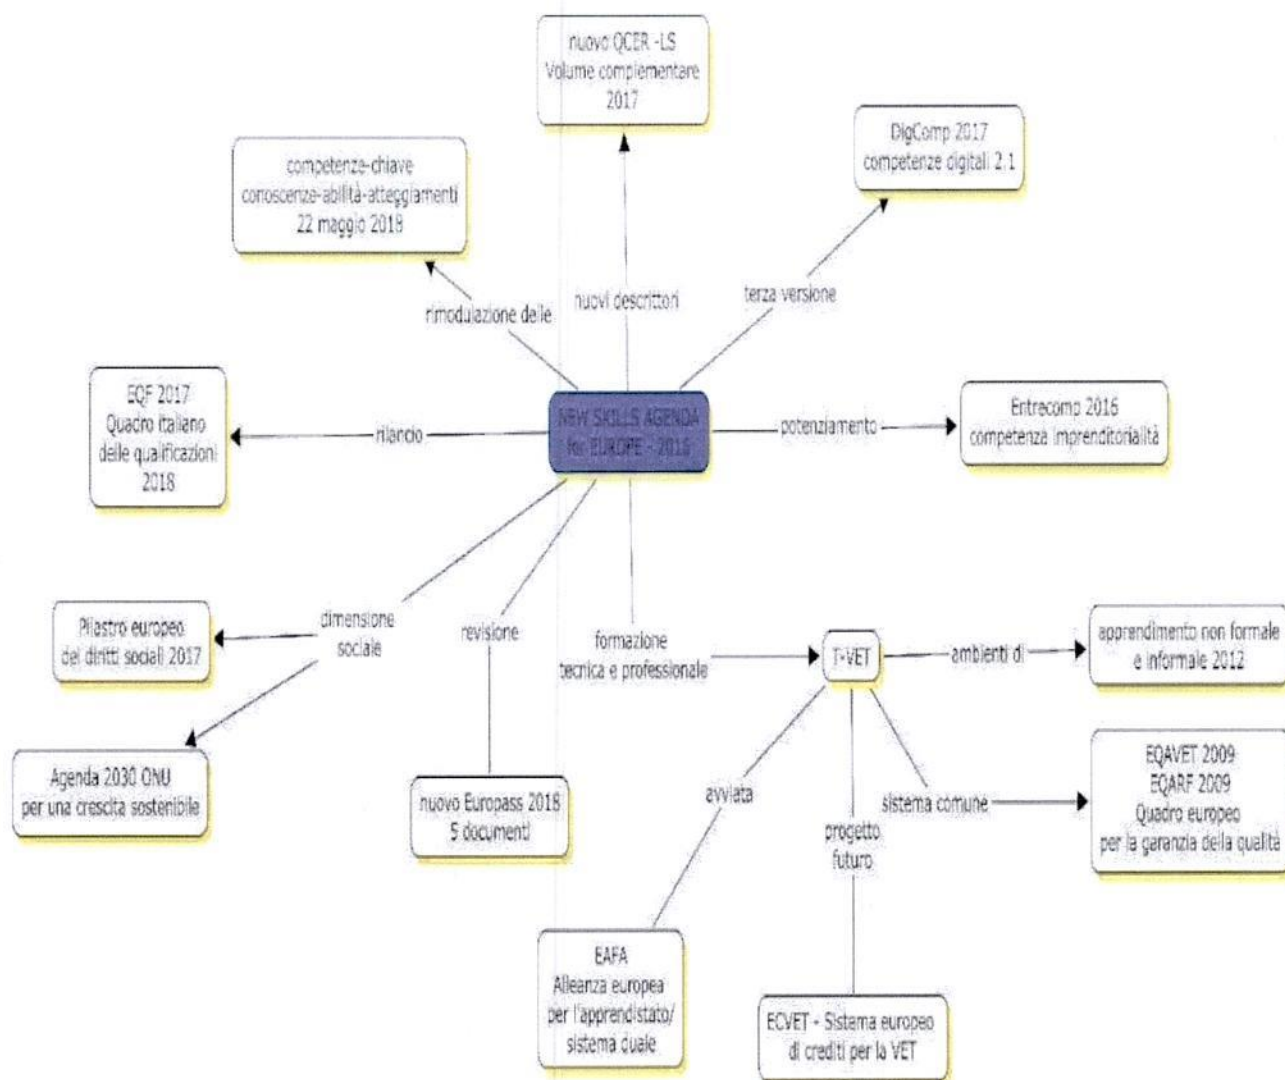 nuovo QCER -LS
Volume complementare
2017
DigComp 2017
competenze digitali 2.1
competenze-chiave
conoscenze-abilità-atteggiamenti
22 maggio 2018
nuovi descrittori
terza versione
rimodulazione delle
EQF 2017
Quadro italiano
delle qualificazioni
2018
rilancio
NEW SKILLS AGENDA
for EUROPE - 2016
potenziamento
Entrecomp 2016
competenza imprenditorialità
Pilastro europeo
dei diritti sociali 2017
dimensione
sociale
revisione
formazione
tecnica e professionale
T-VET
ambienti di
apprendimento non formale
e informale 2012
Agenda 2030 ONU
per una crescita sostenibile
nuovo Europass 2018
5 documenti
avviata
progetto
futuro
sistema comune
EQAVET 2009
EQARF 2009
Quadro europeo
per la garanzia della qualità
EAFA
Alleanza europea
per l'apprendistato/
sistema duale
ECVET - Sistema europeo
di crediti per la VET